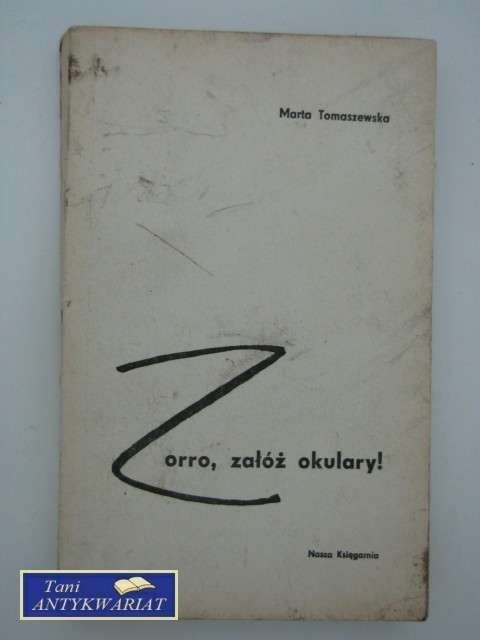 Marta Tomaszewska
Zorro, załóż okulary!
Nasza Księgarnia
Tani
ANTYKWARIAT